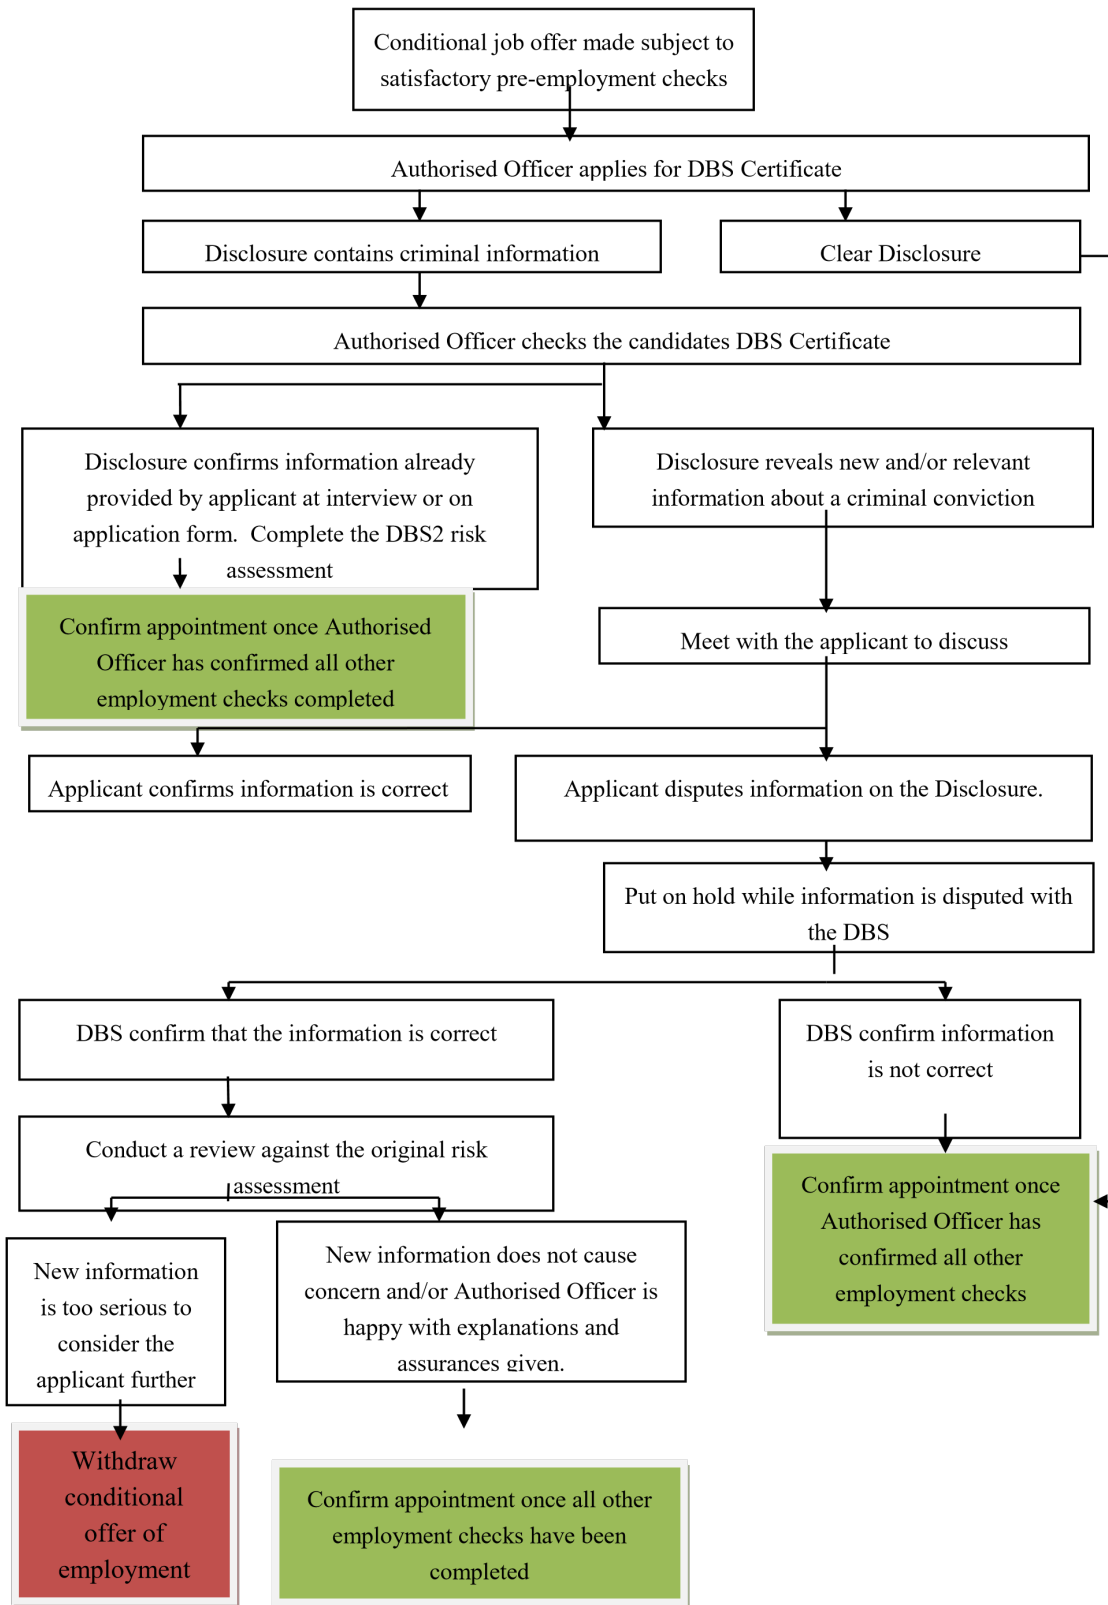 Conditional job offer made subject to
satisfactory pre-employment checks
Authorised Officer applies for DBS Certificate
Disclosure contains criminal information
Clear Disclosure
Authorised Officer checks the candidates DBS Certificate
Disclosure confirms information already
provided by applicant at interview or on
application form.  Complete the DBS2 risk
assessment
Disclosure reveals new and/or relevant
information about a criminal conviction
Confirm appointment once Authorised
Officer has confirmed all other
employment checks completed
Meet with the applicant to discuss
Applicant confirms information is correct
Applicant disputes information on the Disclosure.
Put on hold while information is disputed with
the DBS
DBS confirm that the information is correct
DBS confirm information
is not correct
Conduct a review against the original risk
assessment
Confirm appointment once
Authorised Officer has
confirmed all other
employment checks
New information
is too serious to
consider the
applicant further
New information does not cause
concern and/or Authorised Officer is
happy with explanations and
assurances given.
Withdraw
conditional
offer of
employment
Confirm appointment once all other
employment checks have been
completed